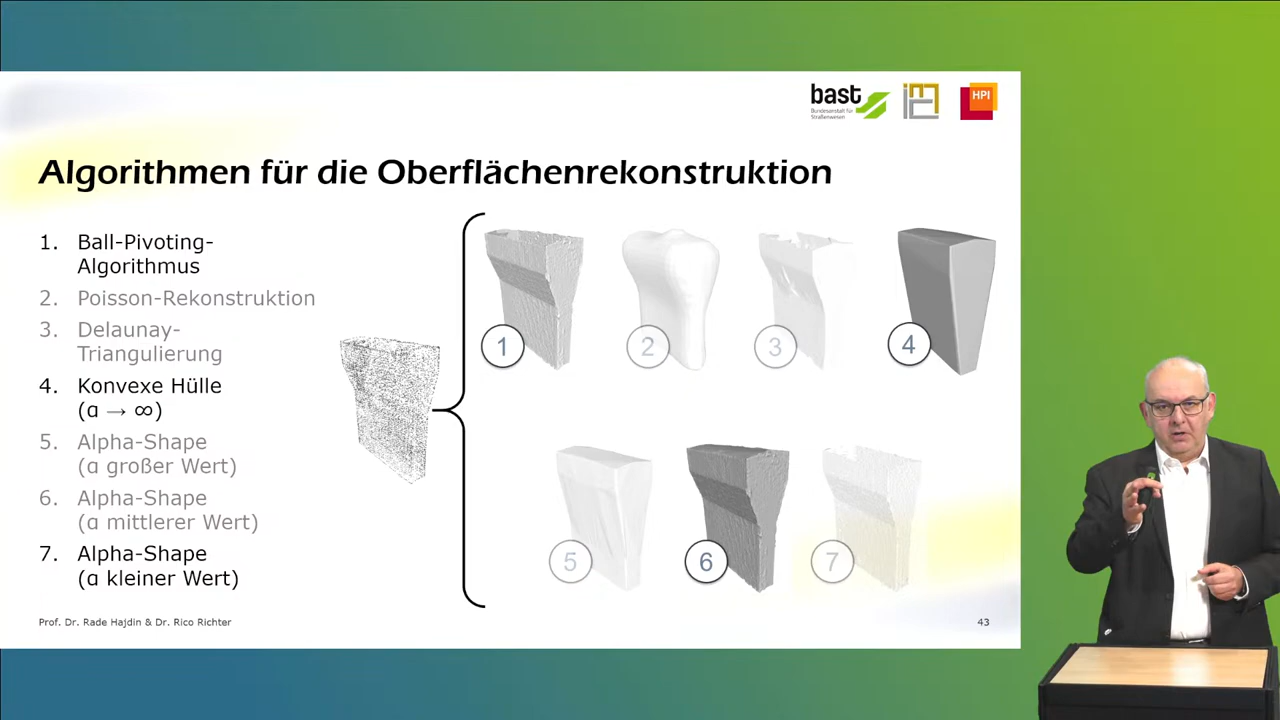 bast
Bundesanstalt für
Straßenwesen
HPI
Algorithmen für die Oberflächenrekonstruktion
1. Ball-Pivoting-
Algorithmus
2. Poisson-Rekonstruktion
3. Delaunay-
Triangulierung
4. Konvexe Hülle
(α → ∞)
5. Alpha-Shape
(α großer Wert)
6. Alpha-Shape
(α mittlerer Wert)
7. Alpha-Shape
(α kleiner Wert)
1
2
3
4
5
6
7
Prof. Dr. Rade Hajdin & Dr. Rico Richter
43